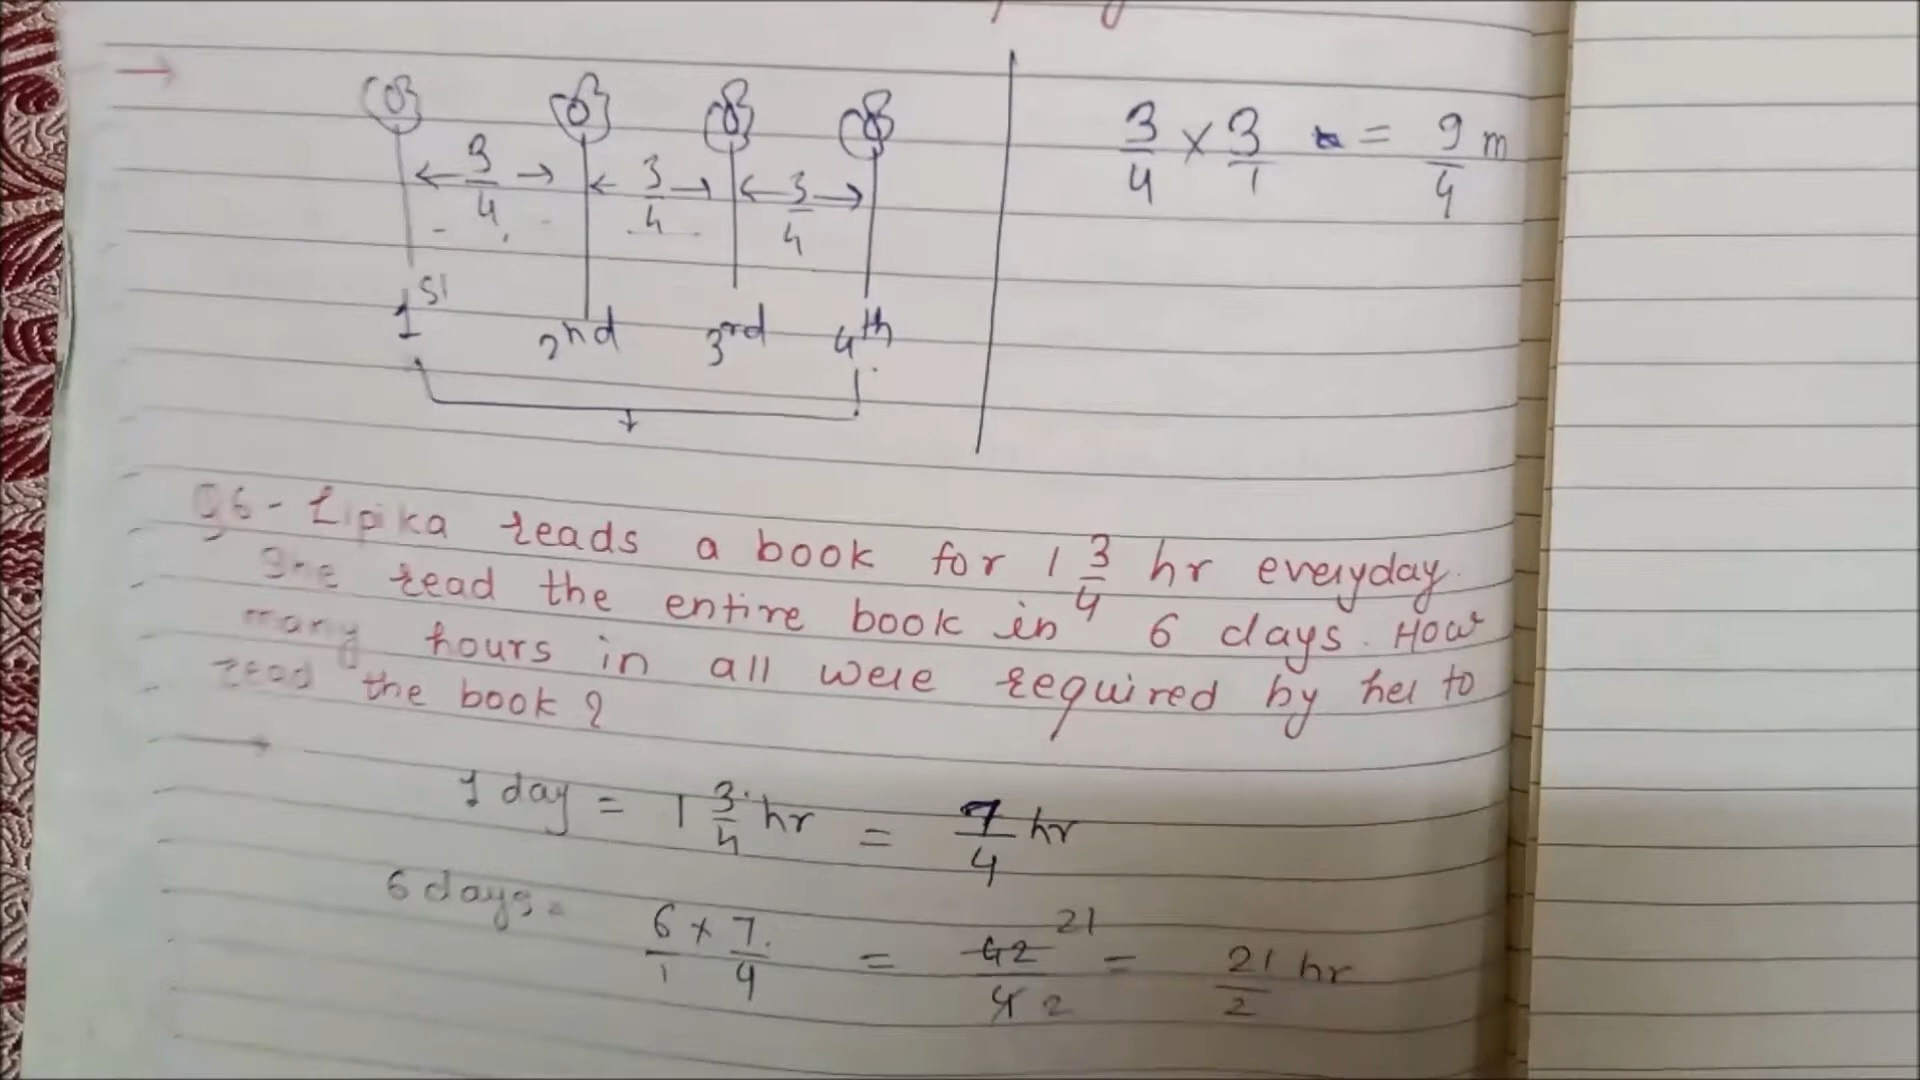 →
← 3/4 → ← 3/4 → ← 3/4 →
1st 2nd 3rd 4th
3/4 × 3/1 = 9/4 m
Q6- Lipika reads a book for 1 3/4 hr everyday.
She read the entire book in 6 days. How
many hours in all were required by her to
read the book?
→
1 day = 1 3/4 hr = 7/4 hr
6 days = 6/1 × 7/4 = 42/4 21/2 = 21/2 hr